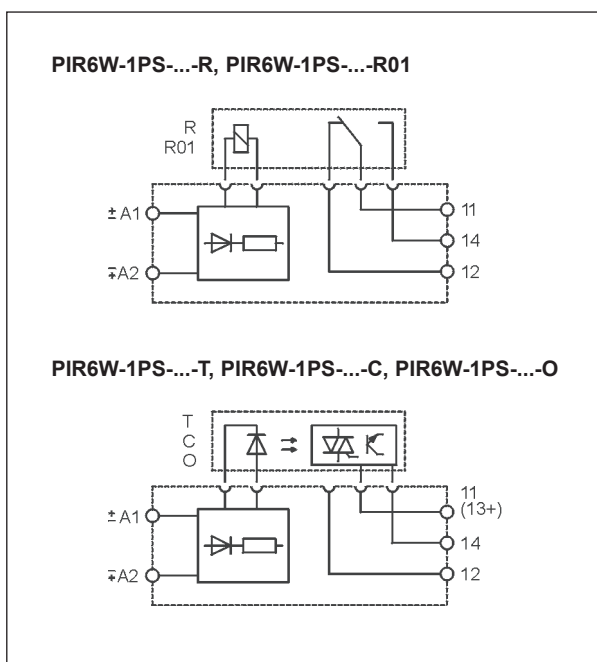 PIR6W-1PS-...-R, PIR6W-1PS-...-R01
R
R01
± A1
∓ A2
11
14
12
PIR6W-1PS-...-T, PIR6W-1PS-...-C, PIR6W-1PS-...-O
T
C
O
± A1
∓ A2
11
(13+)
14
12